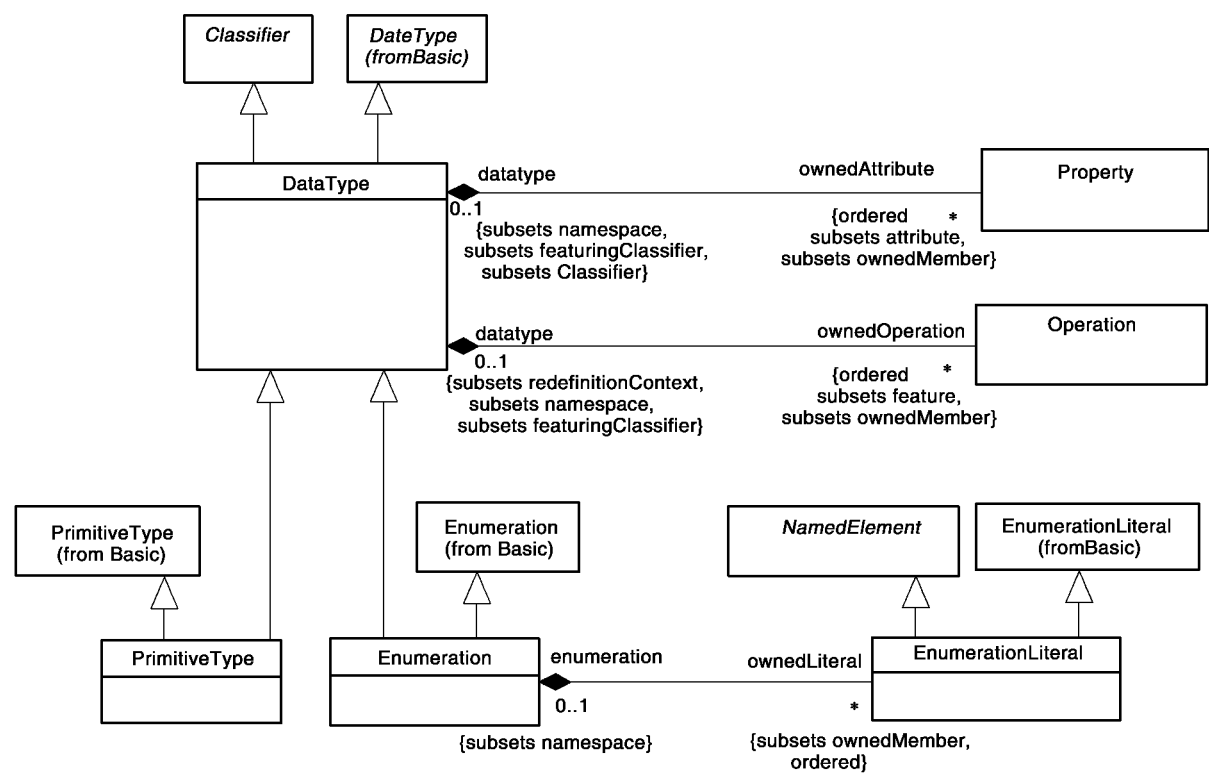 Classifier
DateType
(fromBasic)
DataType
datatype
ownedAttribute
Property
0..1
{ordered *
{subsets namespace,
subsets attribute,
subsets featuringClassifier,
subsets ownedMember}
subsets Classifier}
datatype
ownedOperation
Operation
0..1
{ordered *
{subsets redefinitionContext,
subsets feature,
subsets namespace,
subsets ownedMember}
subsets featuringClassifier}
PrimitiveType
(from Basic)
Enumeration
(from Basic)
NamedElement
EnumerationLiteral
(fromBasic)
PrimitiveType
Enumeration
enumeration
ownedLiteral
EnumerationLiteral
0..1
*
{subsets namespace}
{subsets ownedMember,
ordered}